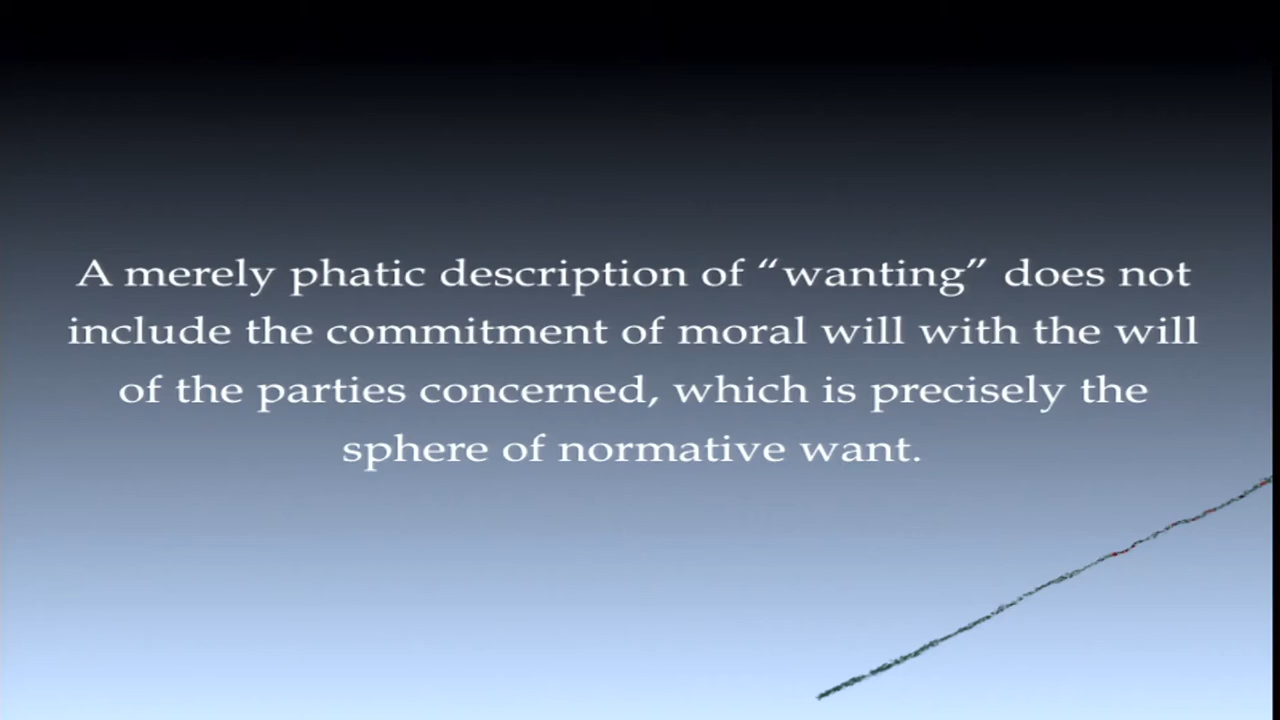 A merely phatic description of “wanting” does not
include the commitment of moral will with the will
of the parties concerned, which is precisely the
sphere of normative want.